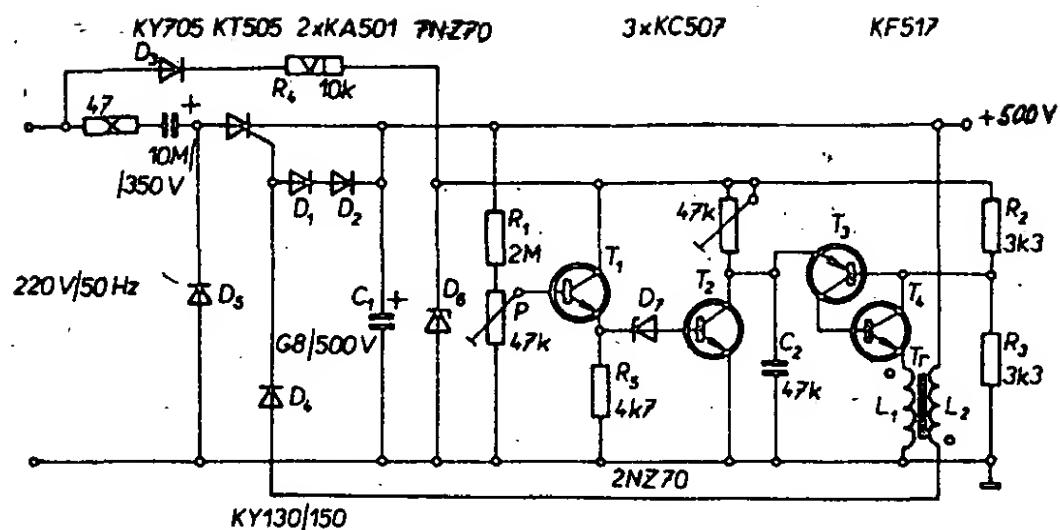 KY705 KT505 2xKA501 7NZ70 3xKC507 KF517
D3
R4 10k
47
+
10M/
/350V
+500V
D1 D2
R1
2M
T1
47k
T2
T3
R2
3k3
220V/50Hz
D5
C1 +
D6
P
47k
D7
T4
G8/500V
R5
4k7
C2
47k
Tr
R3
3k3
D4
L1 L2
2NZ70
KY130/150